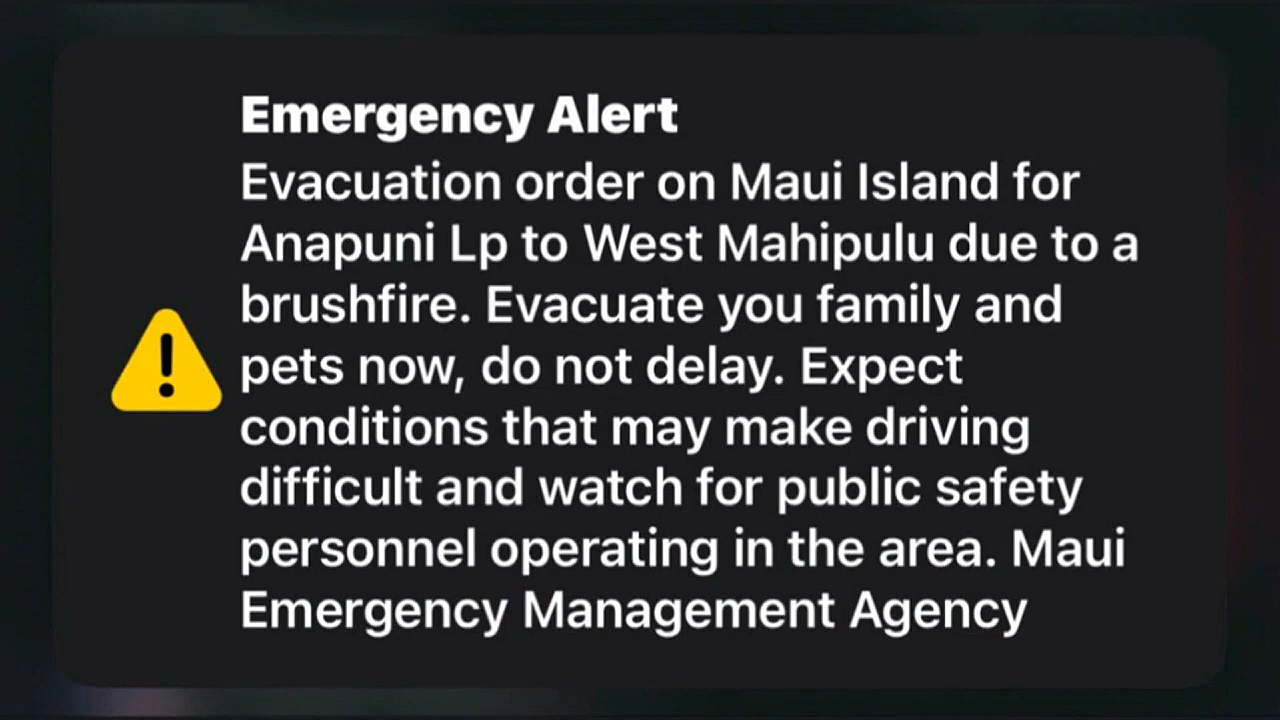 Emergency Alert
Evacuation order on Maui Island for
Anapuni Lp to West Mahipulu due to a
brushfire. Evacuate you family and
pets now, do not delay. Expect
conditions that may make driving
difficult and watch for public safety
personnel operating in the area. Maui
Emergency Management Agency